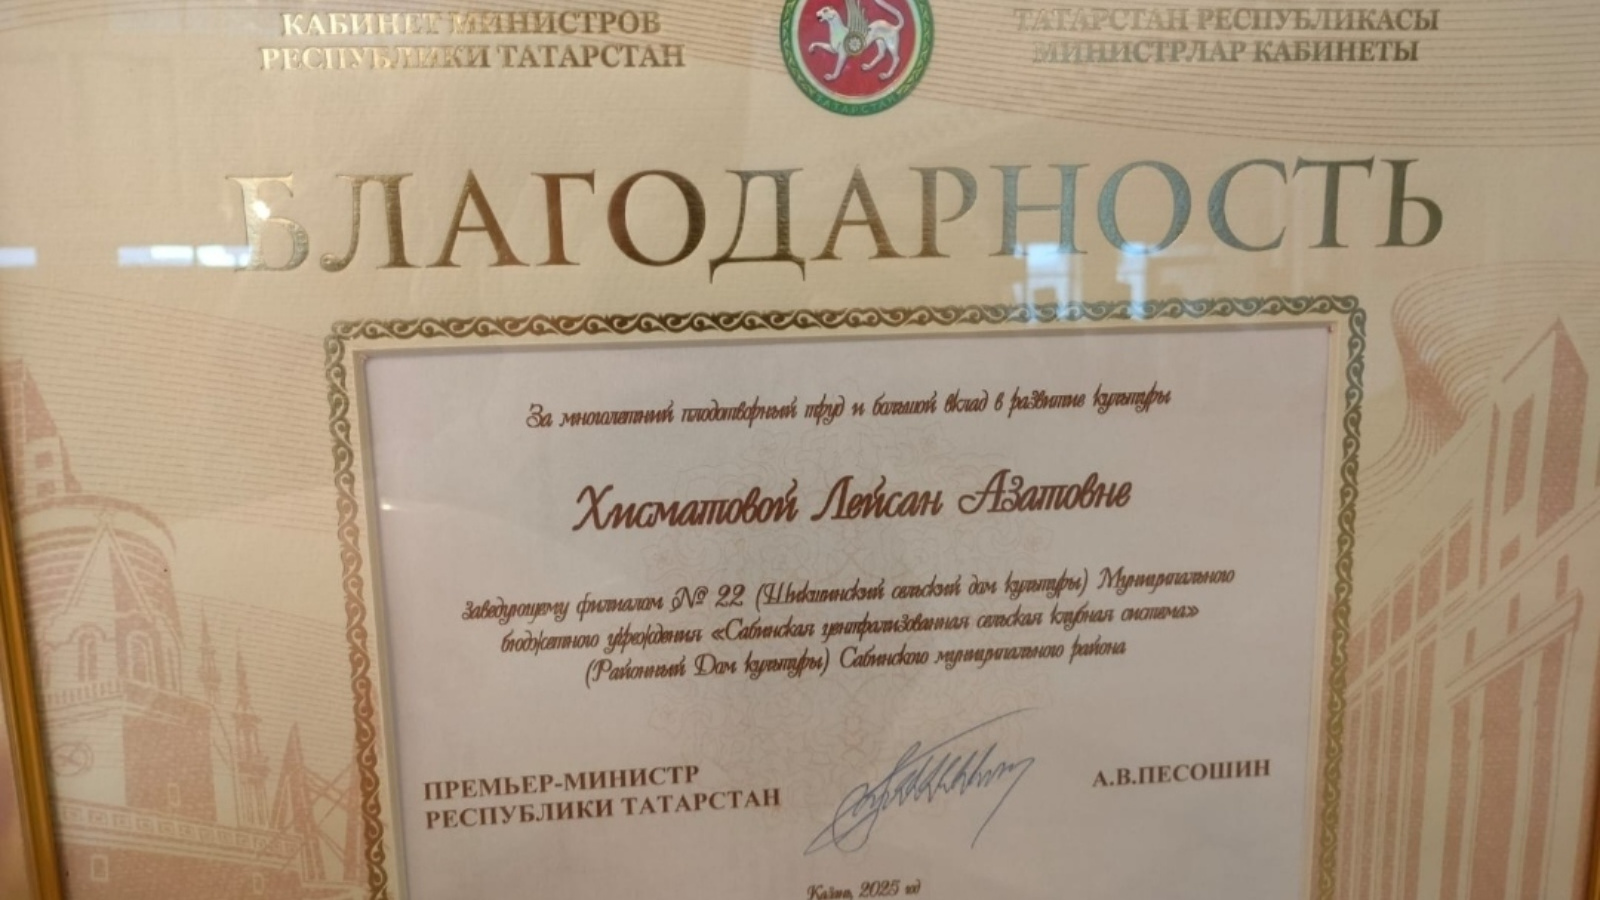 КАБИНЕТ МИНИСТРОВ
РЕСПУБЛИКИ ТАТАРСТАН
ТАТАРСТАН РЕСПУБЛИКАСЫ
МИНИСТРЛАР КАБИНЕТЫ
ТАТАРСТАН
БЛАГОДАРНОСТЬ
За многолетний плодотворный труд и большой вклад в развитие культуры
Хисматовой Лейсан Азатовне
заведующему филиалом № 22 (Шикшинский сельский дом культуры) Муниципального
бюджетного учреждения «Сабинская централизованная сельская клубная система»
(Районный Дом культуры) Сабинского муниципального района
ПРЕМЬЕР-МИНИСТР
РЕСПУБЛИКИ ТАТАРСТАН
А.В.ПЕСОШИН
Казань, 2025 год